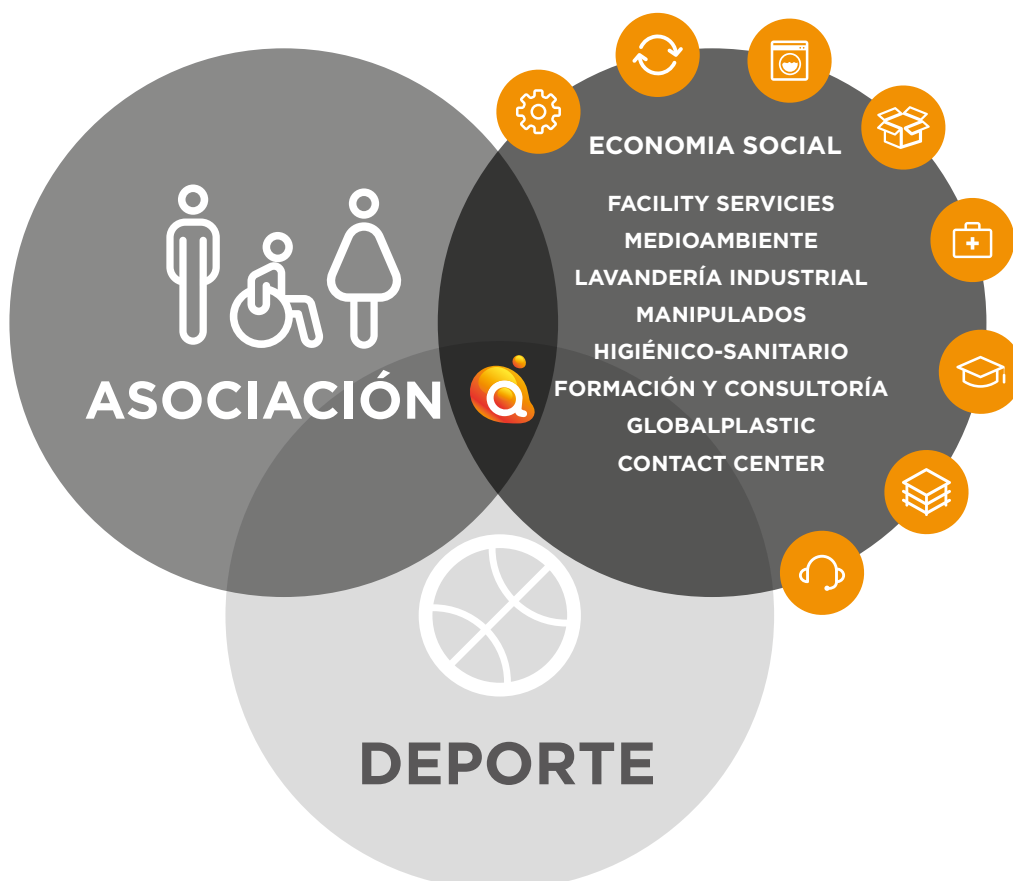 ECONOMIA SOCIAL
FACILITY SERVICIES
MEDIOAMBIENTE
LAVANDERÍA INDUSTRIAL
MANIPULADOS
HIGIÉNICO-SANITARIO
FORMACIÓN Y CONSULTORÍA
GLOBALPLASTIC
CONTACT CENTER
ASOCIACIÓN
DEPORTE